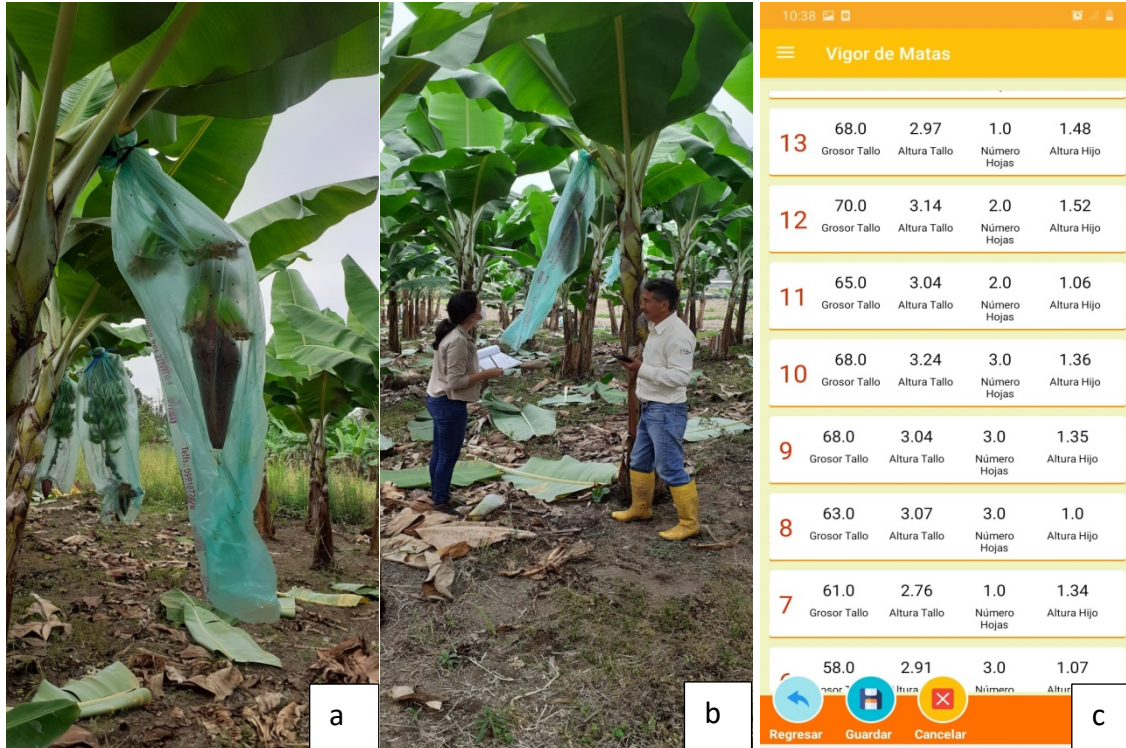 Telfs:
a
b
10:38
Vigor de Matas
13 68.0 2.97 1.0 1.48
Grosor Tallo Altura Tallo Número Hojas Altura Hijo
12 70.0 3.14 2.0 1.52
Grosor Tallo Altura Tallo Número Hojas Altura Hijo
11 65.0 3.04 2.0 1.06
Grosor Tallo Altura Tallo Número Hojas Altura Hijo
10 68.0 3.24 3.0 1.36
Grosor Tallo Altura Tallo Número Hojas Altura Hijo
9 68.0 3.04 3.0 1.35
Grosor Tallo Altura Tallo Número Hojas Altura Hijo
8 63.0 3.07 3.0 1.0
Grosor Tallo Altura Tallo Número Hojas Altura Hijo
7 61.0 2.76 1.0 1.34
Grosor Tallo Altura Tallo Número Hojas Altura Hijo
58.0 2.91 3.0 1.07
Número
Regresar Guardar Cancelar
c